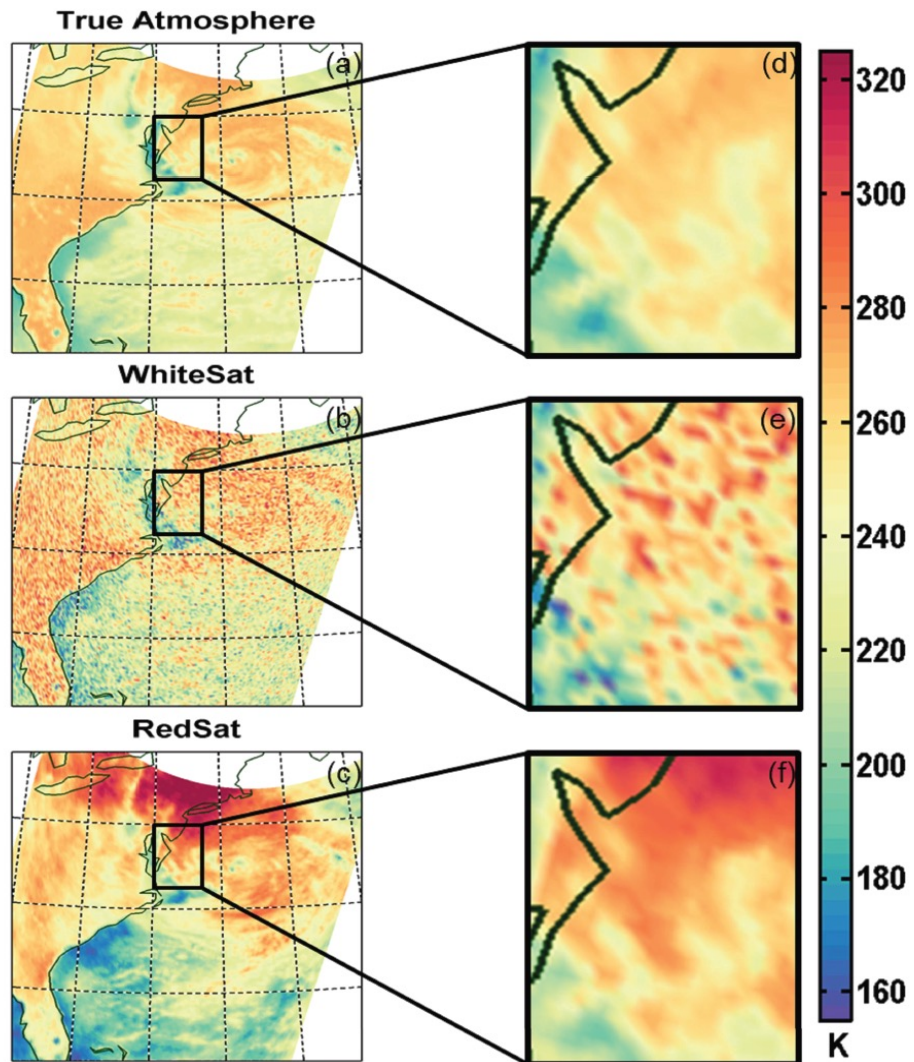 True Atmosphere
(a)
(d)
WhiteSat
(b)
(e)
RedSat
(c)
(f)
320
300
280
260
240
220
200
180
160
K